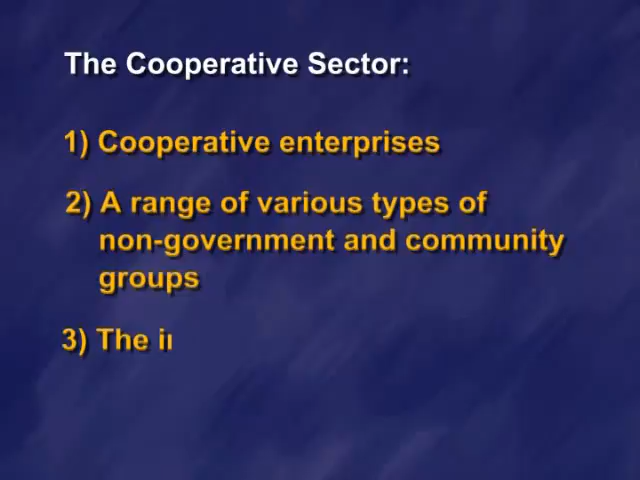 The Cooperative Sector:
1) Cooperative enterprises
2) A range of various types of
non-government and community
groups
3) The